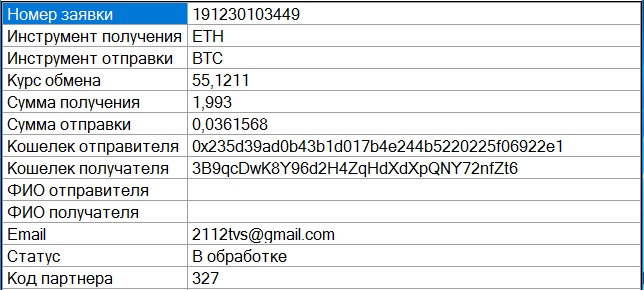 Номер заявки 191230103449
Инструмент получения ETH
Инструмент отправки BTC
Курс обмена 55,1211
Сумма получения 1,993
Сумма отправки 0,0361568
Кошелек отправителя 0x235d39ad0b43b1d017b4e244b5220225f06922e1
Кошелек получателя 3B9qcDwK8Y96d2H4ZqHdXdXpQNY72nfZt6
ФИО отправителя
ФИО получателя
Email 2112tvs@gmail.com
Статус В обработке
Код партнера 327